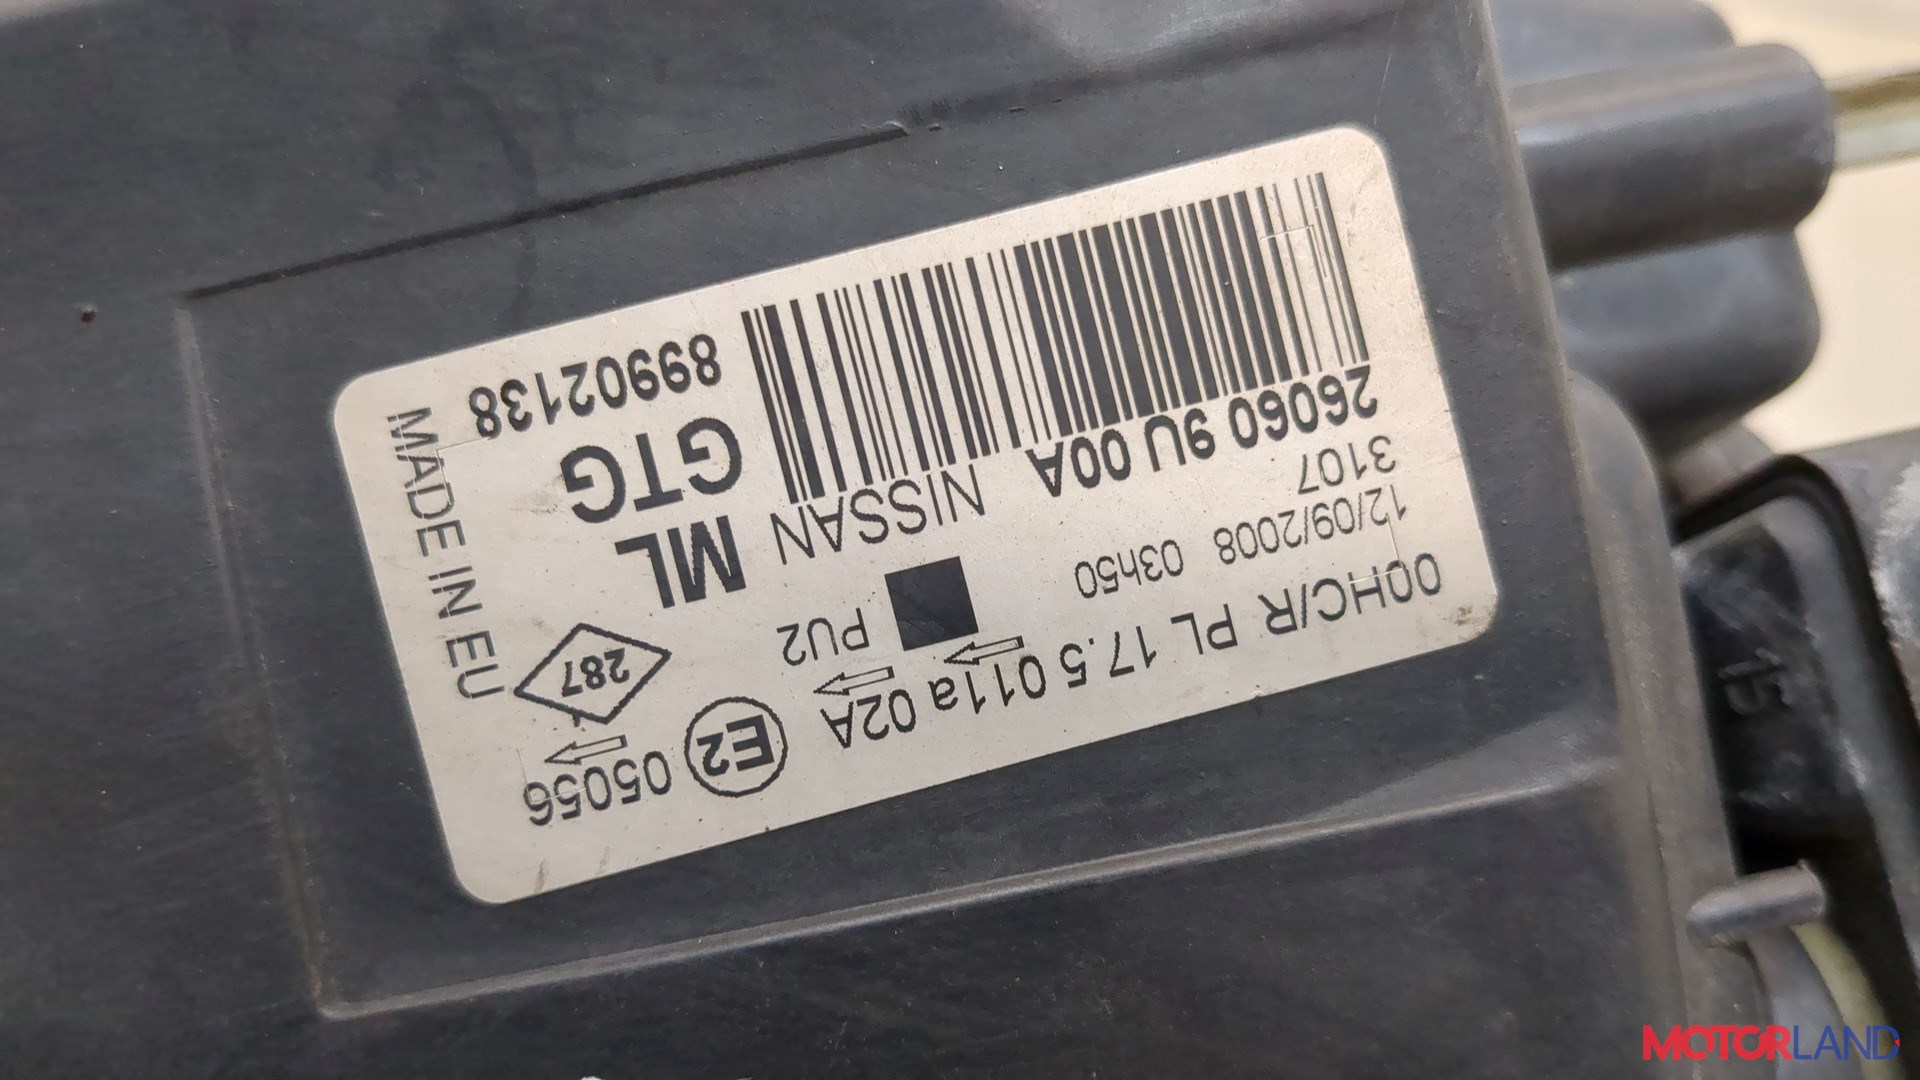 00HC/R PL 17.5 011a 02A E2 05056
12/09/2008 03h50 PU2 287
3107 NISSAN ML
26060 9U 00A GTG
89902138
MADE IN EU
15
MOTORLAND